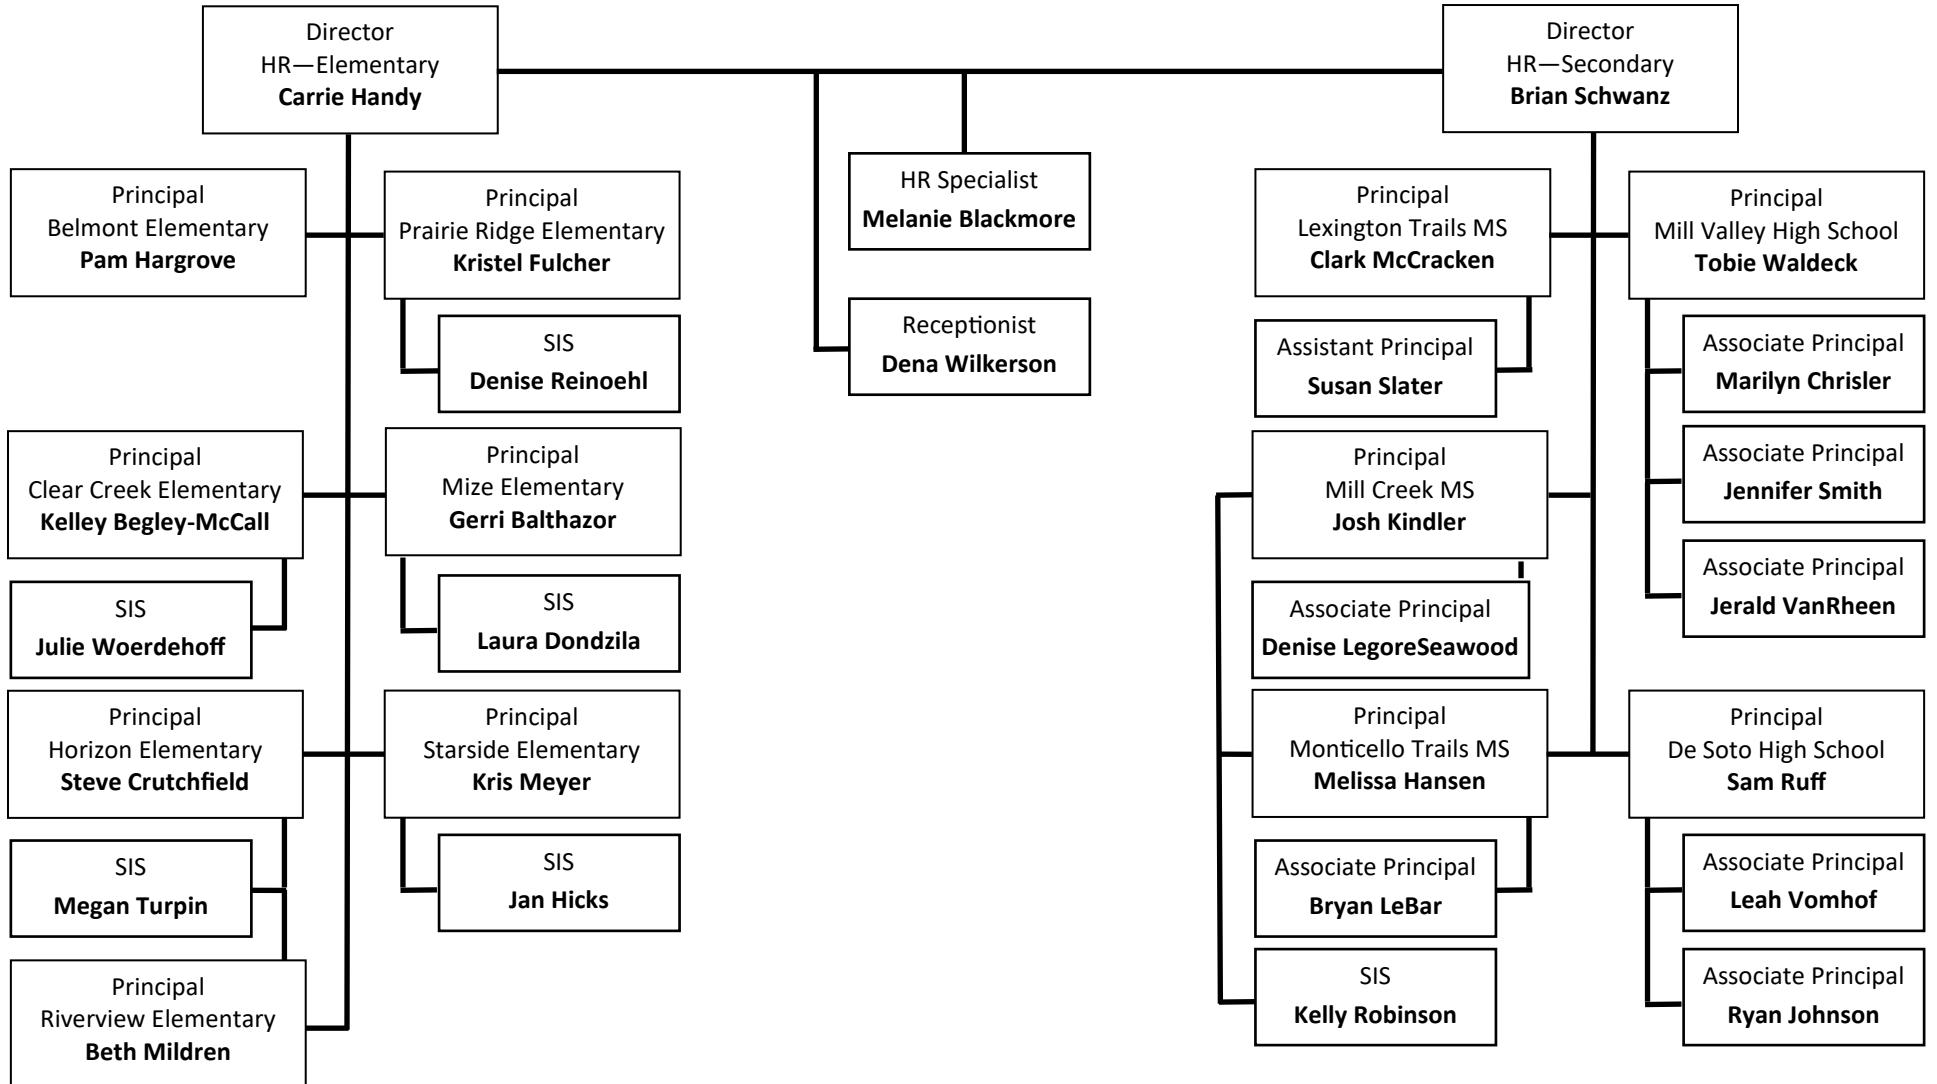 Director
HR—Elementary
Carrie Handy
Director
HR—Secondary
Brian Schwanz
Principal
Belmont Elementary
Pam Hargrove
Principal
Prairie Ridge Elementary
Kristel Fulcher
SIS
Denise Reinoehl
HR Specialist
Melanie Blackmore
Receptionist
Dena Wilkerson
Principal
Lexington Trails MS
Clark McCracken
Assistant Principal
Susan Slater
Principal
Mill Valley High School
Tobie Waldeck
Associate Principal
Marilyn Chrisler
Associate Principal
Jennifer Smith
Associate Principal
Jerald VanRheen
Principal
Clear Creek Elementary
Kelley Begley-McCall
SIS
Julie Woerdehoff
Principal
Mize Elementary
Gerri Balthazor
SIS
Laura Dondzila
Principal
Mill Creek MS
Josh Kindler
Associate Principal
Denise LegoreSeawood
Principal
Horizon Elementary
Steve Crutchfield
SIS
Megan Turpin
Principal
Starside Elementary
Kris Meyer
SIS
Jan Hicks
Principal
Monticello Trails MS
Melissa Hansen
Associate Principal
Bryan LeBar
SIS
Kelly Robinson
Principal
De Soto High School
Sam Ruff
Associate Principal
Leah Vomhof
Associate Principal
Ryan Johnson
Principal
Riverview Elementary
Beth Mildren